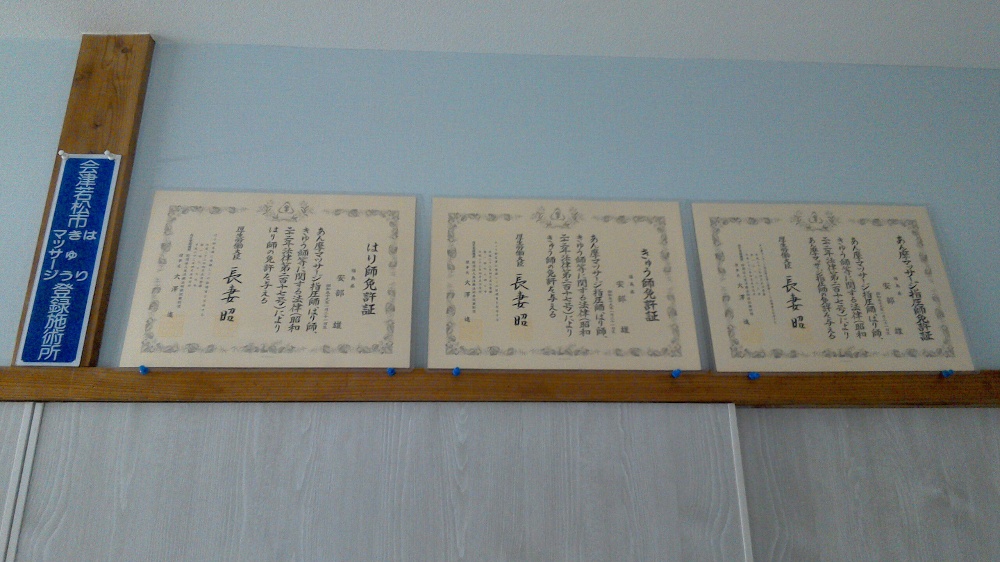 会津若松市
はり
きゅう
マッサージ
登録施術所
はり師免許証
安部 雄
あん摩マッサージ指圧師、はり師、
きゅう師等に関する法律(昭和
二十二年法律第二百十七号)により
はり師の免許を与える
厚生労働大臣
長妻 昭
きゅう師免許証
安部 雄
あん摩マッサージ指圧師、はり師、
きゅう師等に関する法律(昭和
二十二年法律第二百十七号)により
きゅう師の免許を与える
厚生労働大臣
長妻 昭
あん摩マッサージ指圧師免許証
安部 雄
あん摩マッサージ指圧師、はり師、
きゅう師等に関する法律(昭和
二十二年法律第二百十七号)により
あん摩マッサージ指圧師の免許を与える
厚生労働大臣
長妻 昭